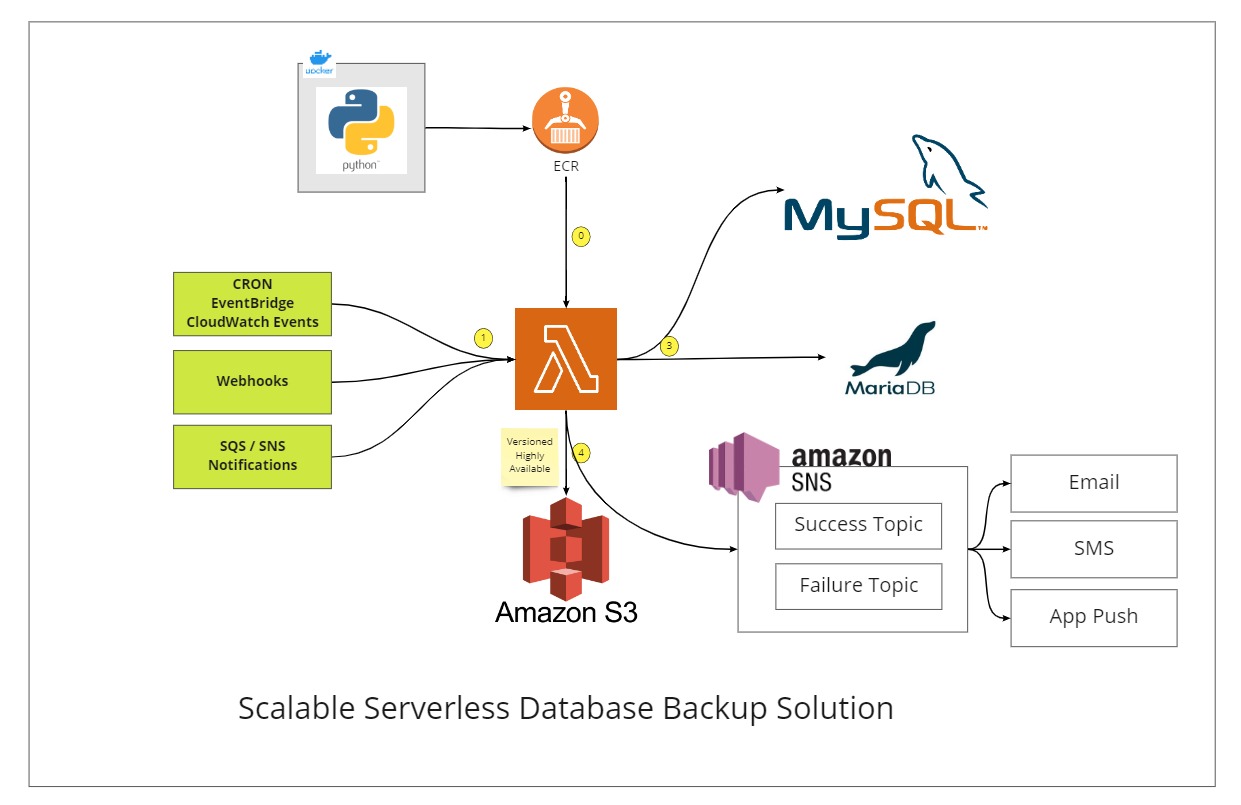 docker
python
ECR
0
MySQL™
CRON
EventBridge
CloudWatch Events
1
Webhooks
3
MariaDB
SQS / SNS
Notifications
Versioned
Highly
Available
4
amazon
SNS
Success Topic
Failure Topic
Email
SMS
App Push
Amazon S3
Scalable Serverless Database Backup Solution